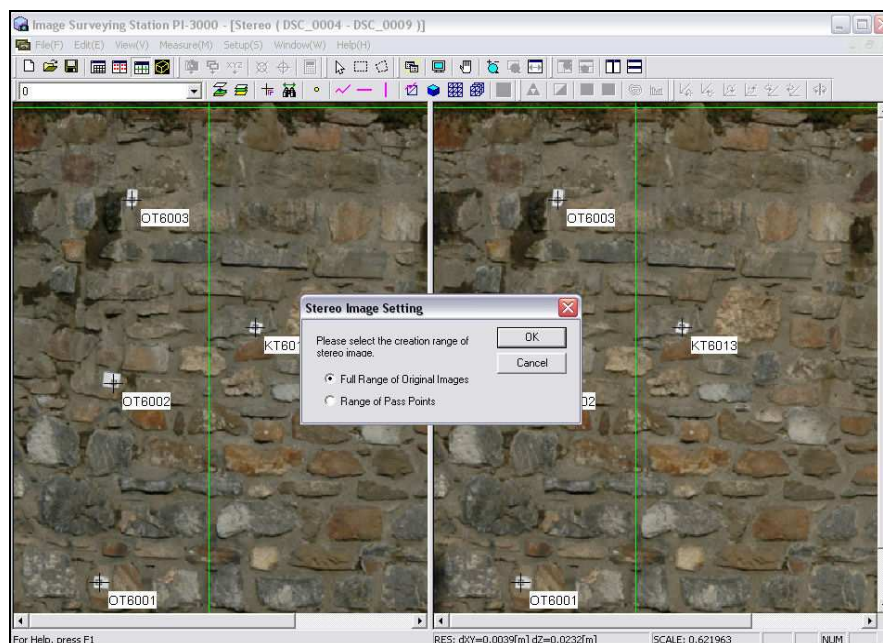 Image Surveying Station PI-3000 - [Stereo ( DSC_0004 - DSC_0009 )]
File(F) Edit(E) View(V) Measure(M) Setup(S) Window(W) Help(H)
0
OT6003
OT6003
Stereo Image Setting
Please select the creation range of
stereo image.
OK
Cancel
Full Range of Original Images
Range of Pass Points
KT601
KT6013
OT6002
02
OT6001
OT6001
For Help, press F1
RES: dXY=0.0039[m] dZ=0.0232[m]
SCALE: 0.621963
NUM